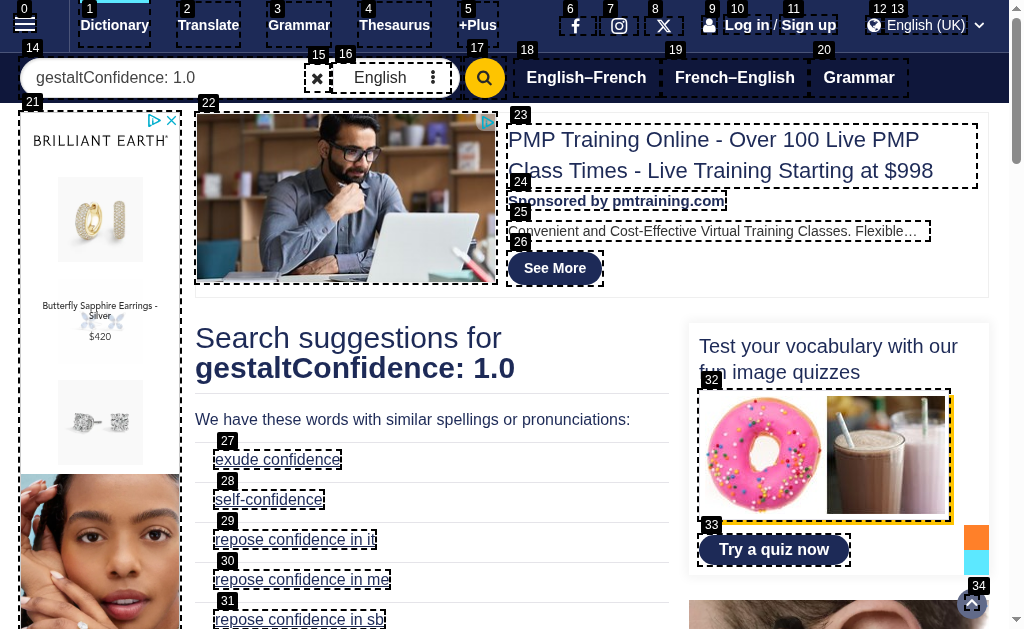 0 1 2 3 4 5 6 7 8 9 10 11 12 13
Dictionary Translate Grammar Thesaurus +Plus Log in / Sign up English (UK)
14 15 16 17 18 19 20
gestaltConfidence: 1.0 English English–French French–English Grammar
21 22 23
BRILLIANT EARTH
PMP Training Online - Over 100 Live PMP
Class Times - Live Training Starting at $998
24
Sponsored by pmtraining.com
25
Convenient and Cost-Effective Virtual Training Classes. Flexible…
26
See More
Butterfly Sapphire Earrings -
Silver
$420
Search suggestions for
gestaltConfidence: 1.0
We have these words with similar spellings or pronunciations:
27
exude confidence
28
self-confidence
29
repose confidence in it
30
repose confidence in me
31
repose confidence in sb
Test your vocabulary with our
fun image quizzes
32
33
Try a quiz now
34